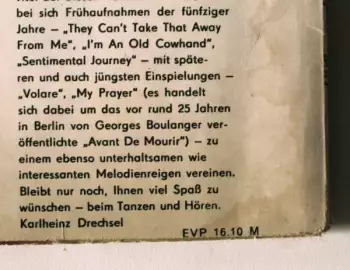 bei sich Frühaufnahmen der fünfziger
Jahre – „They Can't Take That Away
From Me", „I'm An Old Cowhand",
„Sentimental Journey" – mit späte-
ren und auch jüngsten Einspielungen –
„Volare", „My Prayer" (es handelt
sich dabei um das vor rund 25 Jahren
in Berlin von Georges Boulanger ver-
öffentlichte „Avant De Mourir") – zu
einem ebenso unterhaltsamen wie
interessanten Melodienreigen vereinen.
Bleibt nur noch, Ihnen viel Spaß zu
wünschen – beim Tanzen und Hören.
Karlheinz Drechsel
EVP 16.10 M